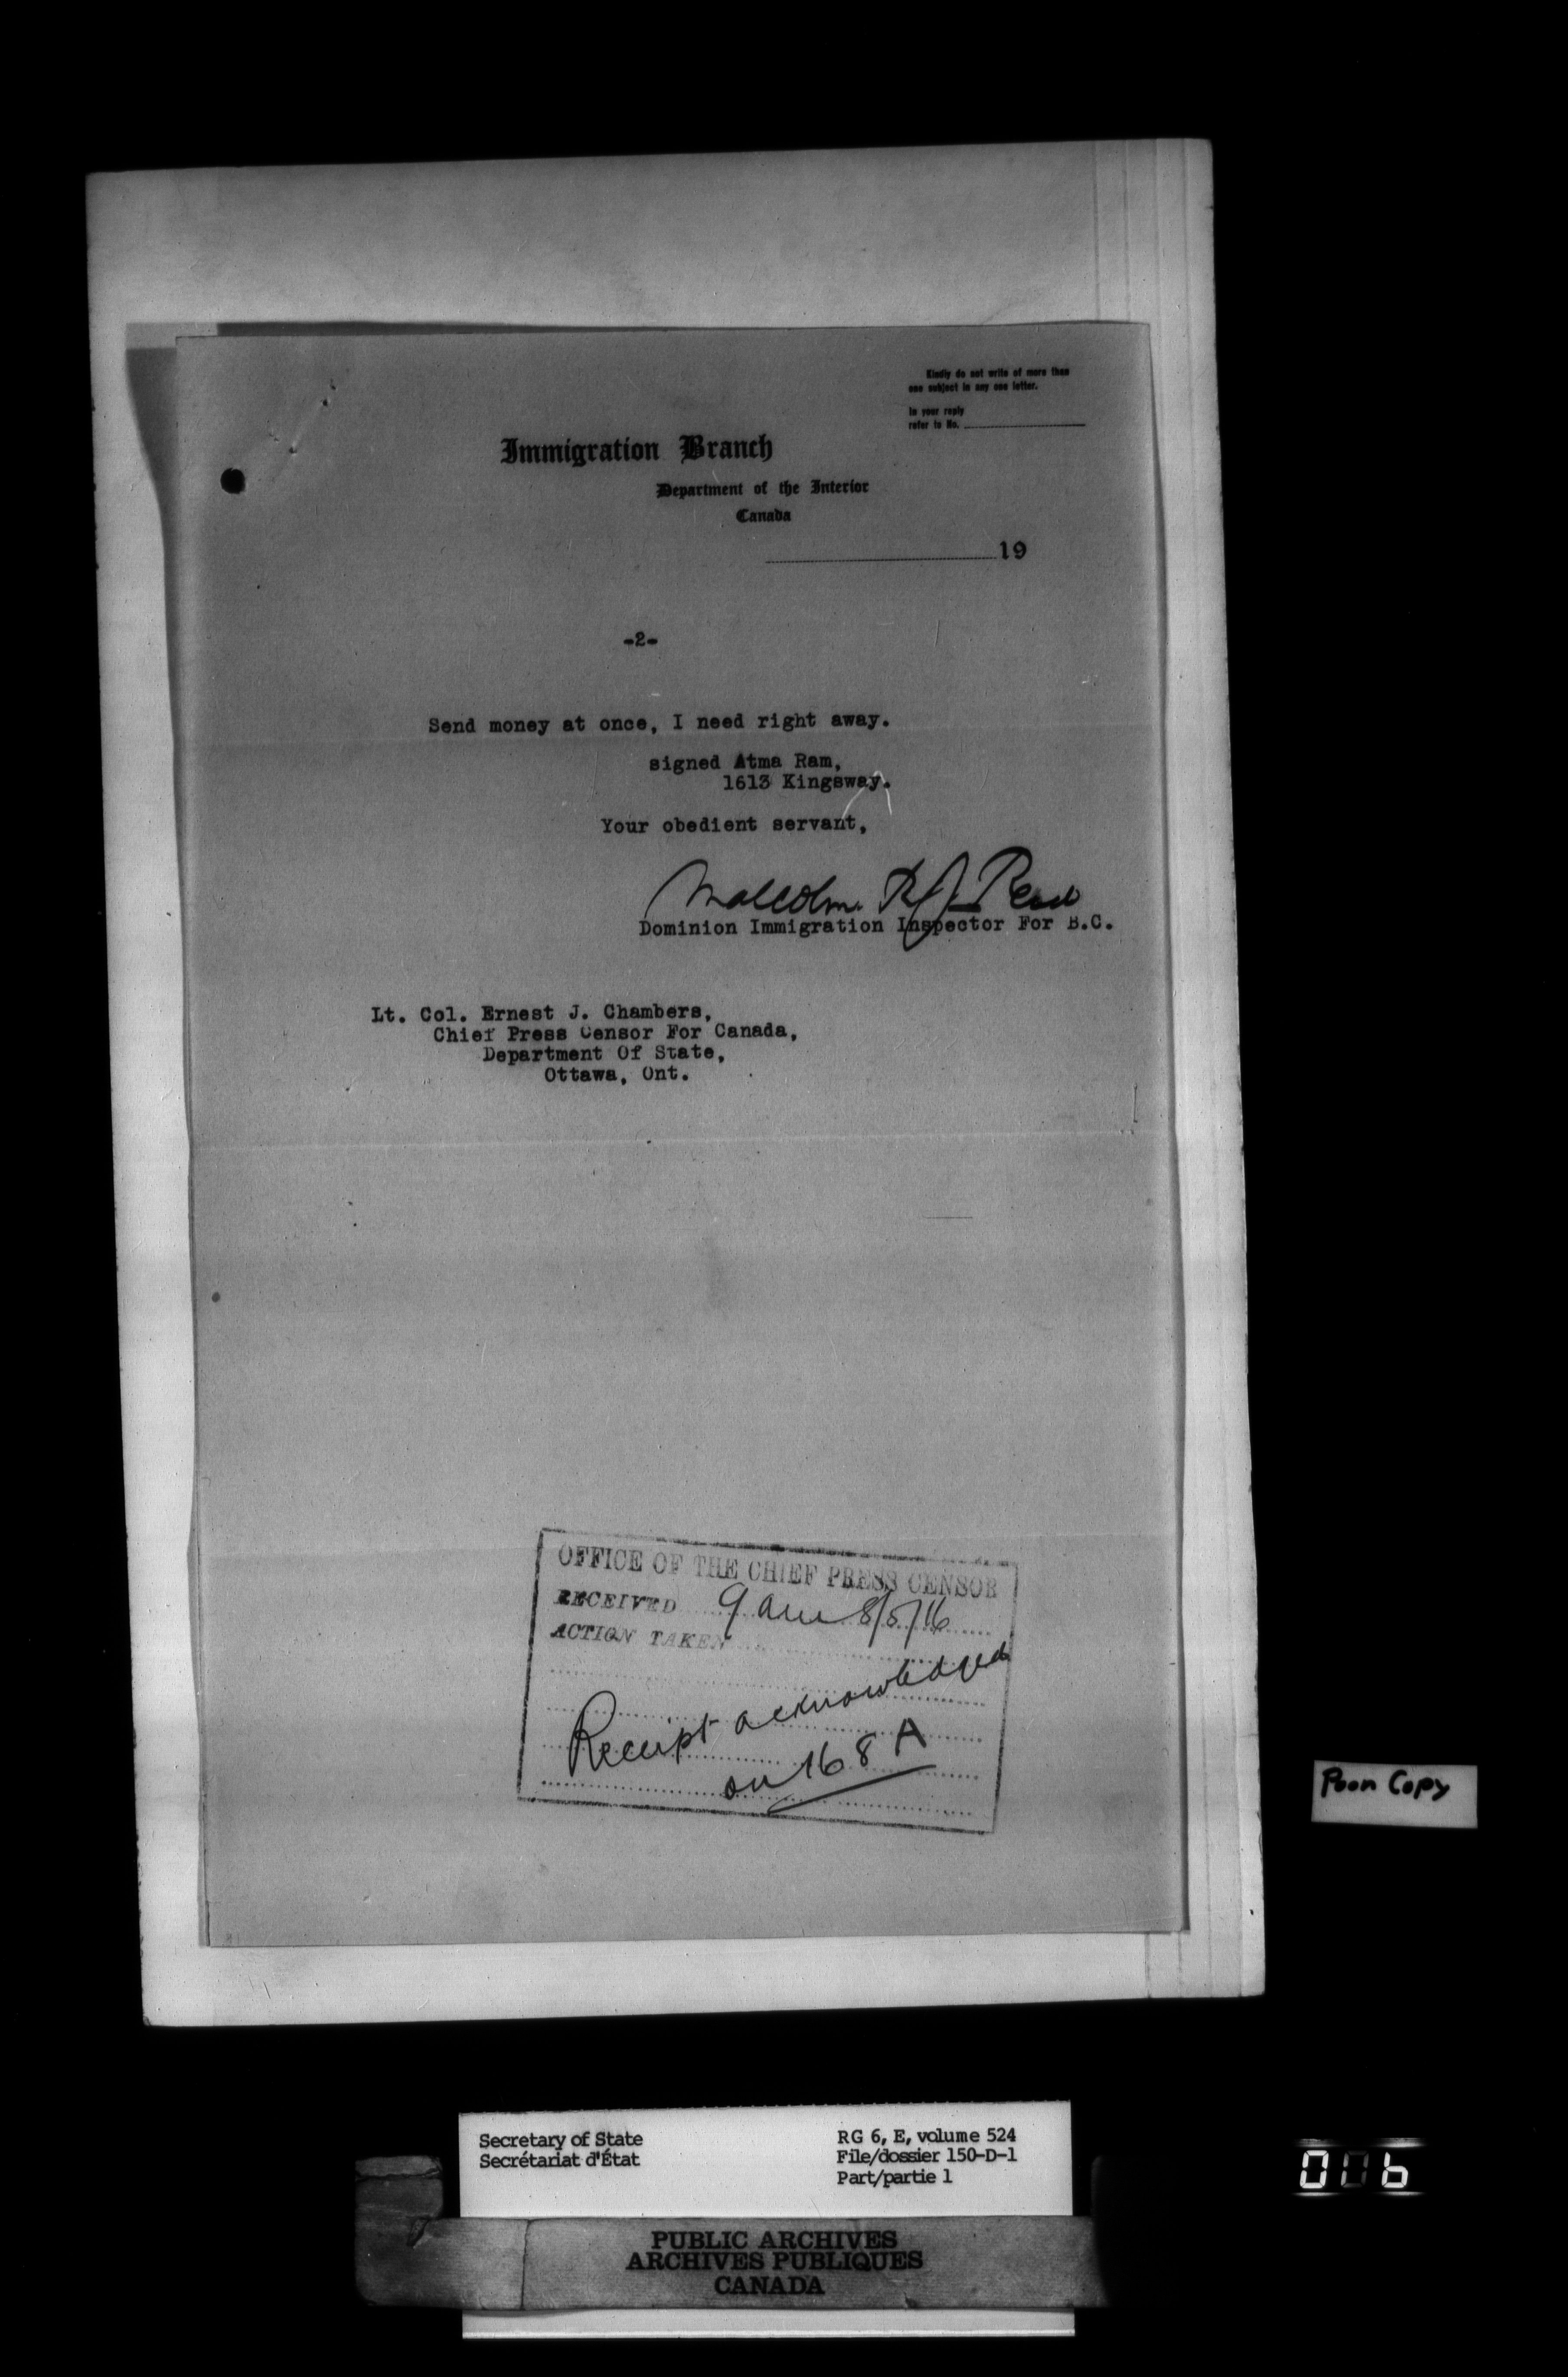 Kindly do not write of more than
one subject in any one letter.
In your reply
refer to No.
Immigration Branch
Department of the Interior
Canada
19
-2-
Send money at once, I need right away.
signed Atma Ram,
1613 Kingsway.
Your obedient servant,
Malcolm R J Reid
Dominion Immigration Inspector For B.C.
Lt. Col. Ernest J. Chambers,
Chief Press Censor For Canada,
Department Of State,
Ottawa, Ont.
OFFICE OF THE CHIEF PRESS CENSOR
RECEIVED 9 am 8/5/16
ACTION TAKEN
Receipt acknowledged
on 168 A
Poor Copy
Secretary of State
Secrétariat d'État
RG 6, E, volume 524
File/dossier 150-D-1
Part/partie 1
PUBLIC ARCHIVES
ARCHIVES PUBLIQUES
CANADA